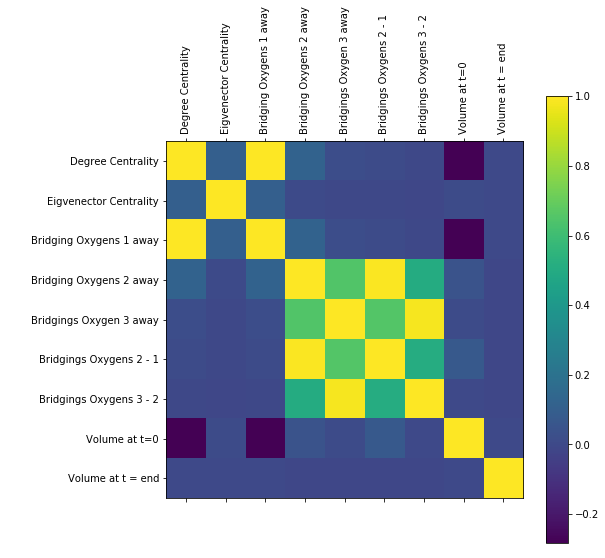 Degree Centrality
Eigvenector Centrality
Bridging Oxygens 1 away
Bridging Oxygens 2 away
Bridgings Oxygen 3 away
Bridgings Oxygens 2 - 1
Bridgings Oxygens 3 - 2
Volume at t=0
Volume at t = end
Degree Centrality
Eigvenector Centrality
Bridging Oxygens 1 away
Bridging Oxygens 2 away
Bridgings Oxygen 3 away
Bridgings Oxygens 2 - 1
Bridgings Oxygens 3 - 2
Volume at t=0
Volume at t = end
1.0
0.8
0.6
0.4
0.2
0.0
−0.2